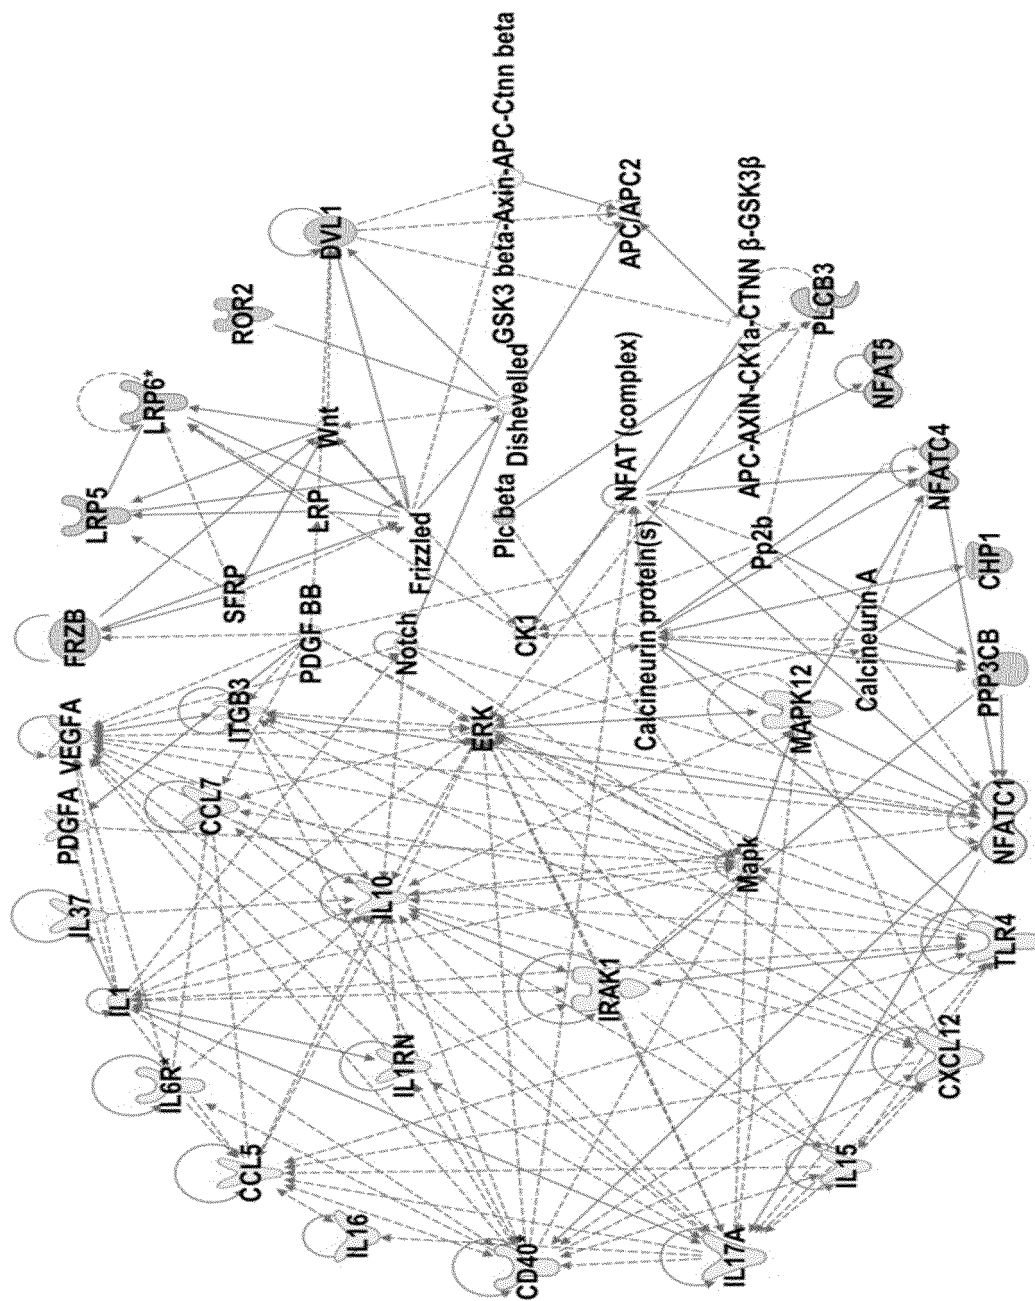 IL37
PDGFA
VEGFA
FRZB
LRP5
IL1
LRP6*
IL6R*
CCL7
ITGB3
SFRP
ROR2
CCL5
PDGF BB
LRP
Wnt
DVL1
IL16
IL10
IL1RN
Notch
Frizzled
ERK
Plc beta
GSK3 beta-Axin-APC-Ctnn beta
Dishevelled
CD40*
CK1
IRAK1
NFAT (complex)
APC/APC2
Calcineurin protein(s)
IL17A
Mapk
APC-AXIN-CK1a-CTNN β-GSK3β
Pp2b
MAPK12
PLCB3
IL15
Calcineurin A
NFAT5
CXCL12
NFATC4
PPP3CB
CHP1
TLR4
NFATC1